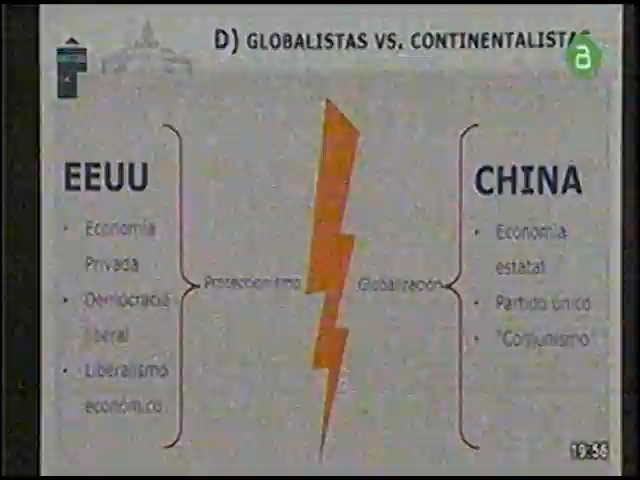 D) GLOBALISTAS VS. CONTINENTALISTAS
a
EEUU
CHINA
• Economía
Privada
• Democracia
liberal
• Liberalismo
económico
Proteccionismo
Globalización
• Economía
estatal
• Partido único
• "Comunismo"
19:56